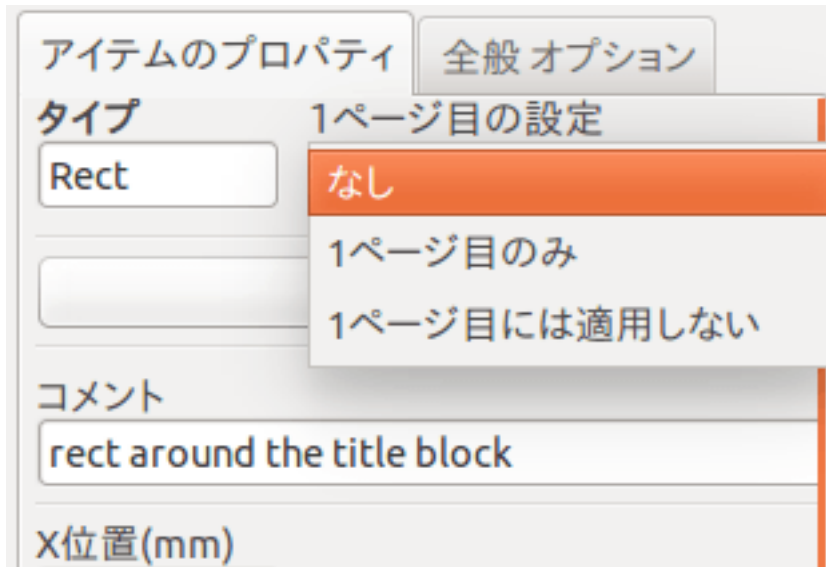 アイテムのプロパティ 全般 オプション
タイプ 1ページ目の設定
Rect なし
1ページ目のみ
1ページ目には適用しない
コメント
rect around the title block
X位置(mm)